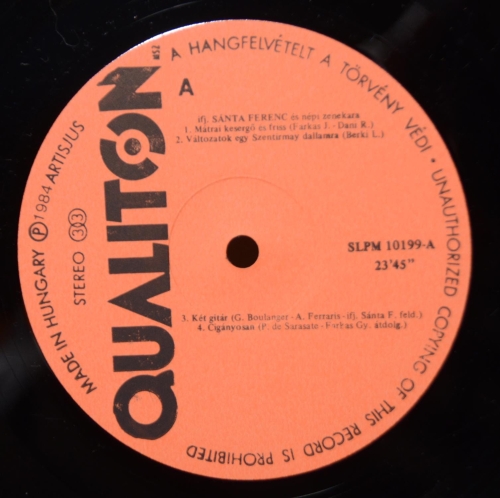 A HANGFELVÉTELT A TÖRVÉNY VÉDI • UNAUTHORIZED COPYING OF THIS RECORD IS PROHIBITED
MADE IN HUNGARY Ⓟ 1984 ARTISJUS
STEREO 33
QUALITON
MSZ
A
ifj. SÁNTA FERENC és népi zenekara
1. Mátrai kesergő és friss (Farkas J. - Dani R.)
2. Változatok egy Szentirmay dallamra (Berki L.)
SLPM 10199-A
23'45"
3. Két gitár (G. Boulanger - A. Ferraris - ifj. Sánta F. feld.)
4. Cigányosan (P. de Sarasate - Farkas Gy. átdolg.)